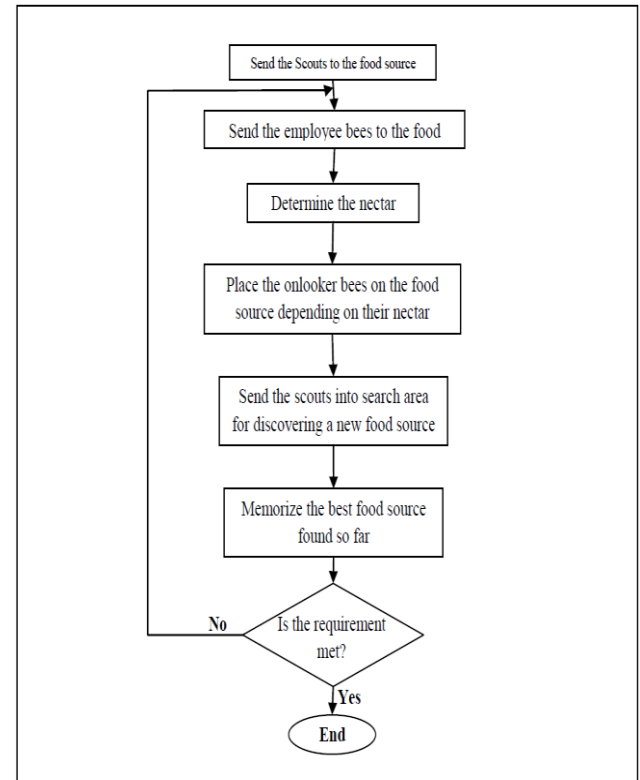 Send the Scouts to the food source
Send the employee bees to the food
Determine the nectar
Place the onlooker bees on the food
source depending on their nectar
Send the scouts into search area
for discovering a new food source
Memorize the best food source
found so far
Is the requirement
met?
No
Yes
End